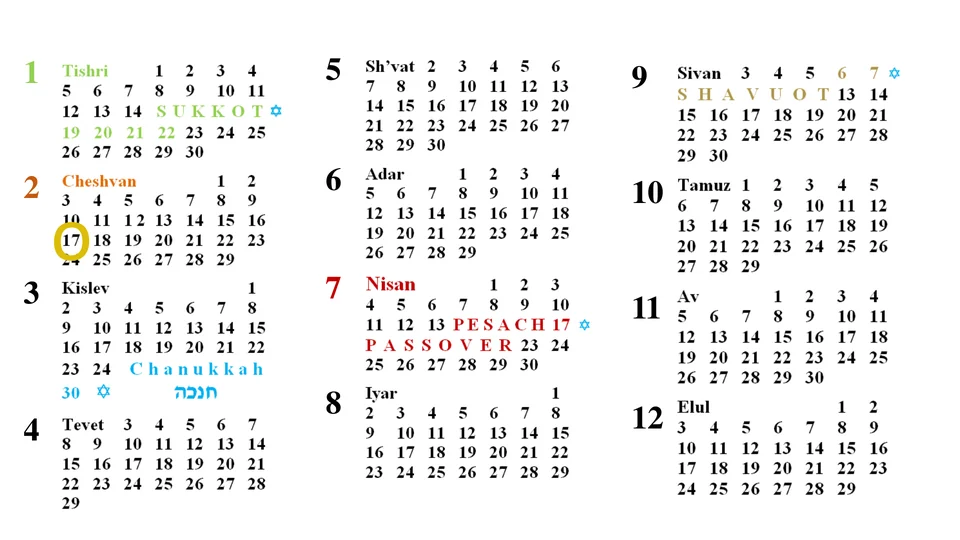 1 Tishri 1 2 3 4
5 6 7 8 9 10 11
12 13 14 S U K K O T ✡
19 20 21 22 23 24 25
26 27 28 29 30
2 Cheshvan 1 2
3 4 5 6 7 8 9
10 11 12 13 14 15 16
17 18 19 20 21 22 23
24 25 26 27 28 29
3 Kislev 1
2 3 4 5 6 7 8
9 10 11 12 13 14 15
16 17 18 19 20 21 22
23 24 C h a n u k k a h
30 ✡ חנכה
4 Tevet 3 4 5 6 7
8 9 10 11 12 13 14
15 16 17 18 19 20 21
22 23 24 25 26 27 28
29
5 Sh’vat 2 3 4 5 6
7 8 9 10 11 12 13
14 15 16 17 18 19 20
21 22 23 24 25 26 27
28 29 30
6 Adar 1 2 3 4
5 6 7 8 9 10 11
12 13 14 15 16 17 18
19 20 21 22 23 24 25
26 27 28 29
7 Nisan 1 2 3
4 5 6 7 8 9 10
11 12 13 P E S A C H 17 ✡
P A S S O V E R 23 24
25 26 27 28 29 30
8 Iyar 1
2 3 4 5 6 7 8
9 10 11 12 13 14 15
16 17 18 19 20 21 22
23 24 25 26 27 28 29
9 Sivan 3 4 5 6 7 ✡
S H A V U O T 13 14
15 16 17 18 19 20 21
22 23 24 25 26 27 28
29 30
10 Tamuz 1 2 3 4 5
6 7 8 9 10 11 12
13 14 15 16 17 18 19
20 21 22 23 24 25 26
27 28 29
11 Av 1 2 3 4
5 6 7 8 9 10 11
12 13 14 15 16 17 18
19 20 21 22 23 24 25
26 27 28 29 30
12 Elul 1 2
3 4 5 6 7 8 9
10 11 12 13 14 15 16
17 18 19 20 21 22 23
24 25 26 27 28 29